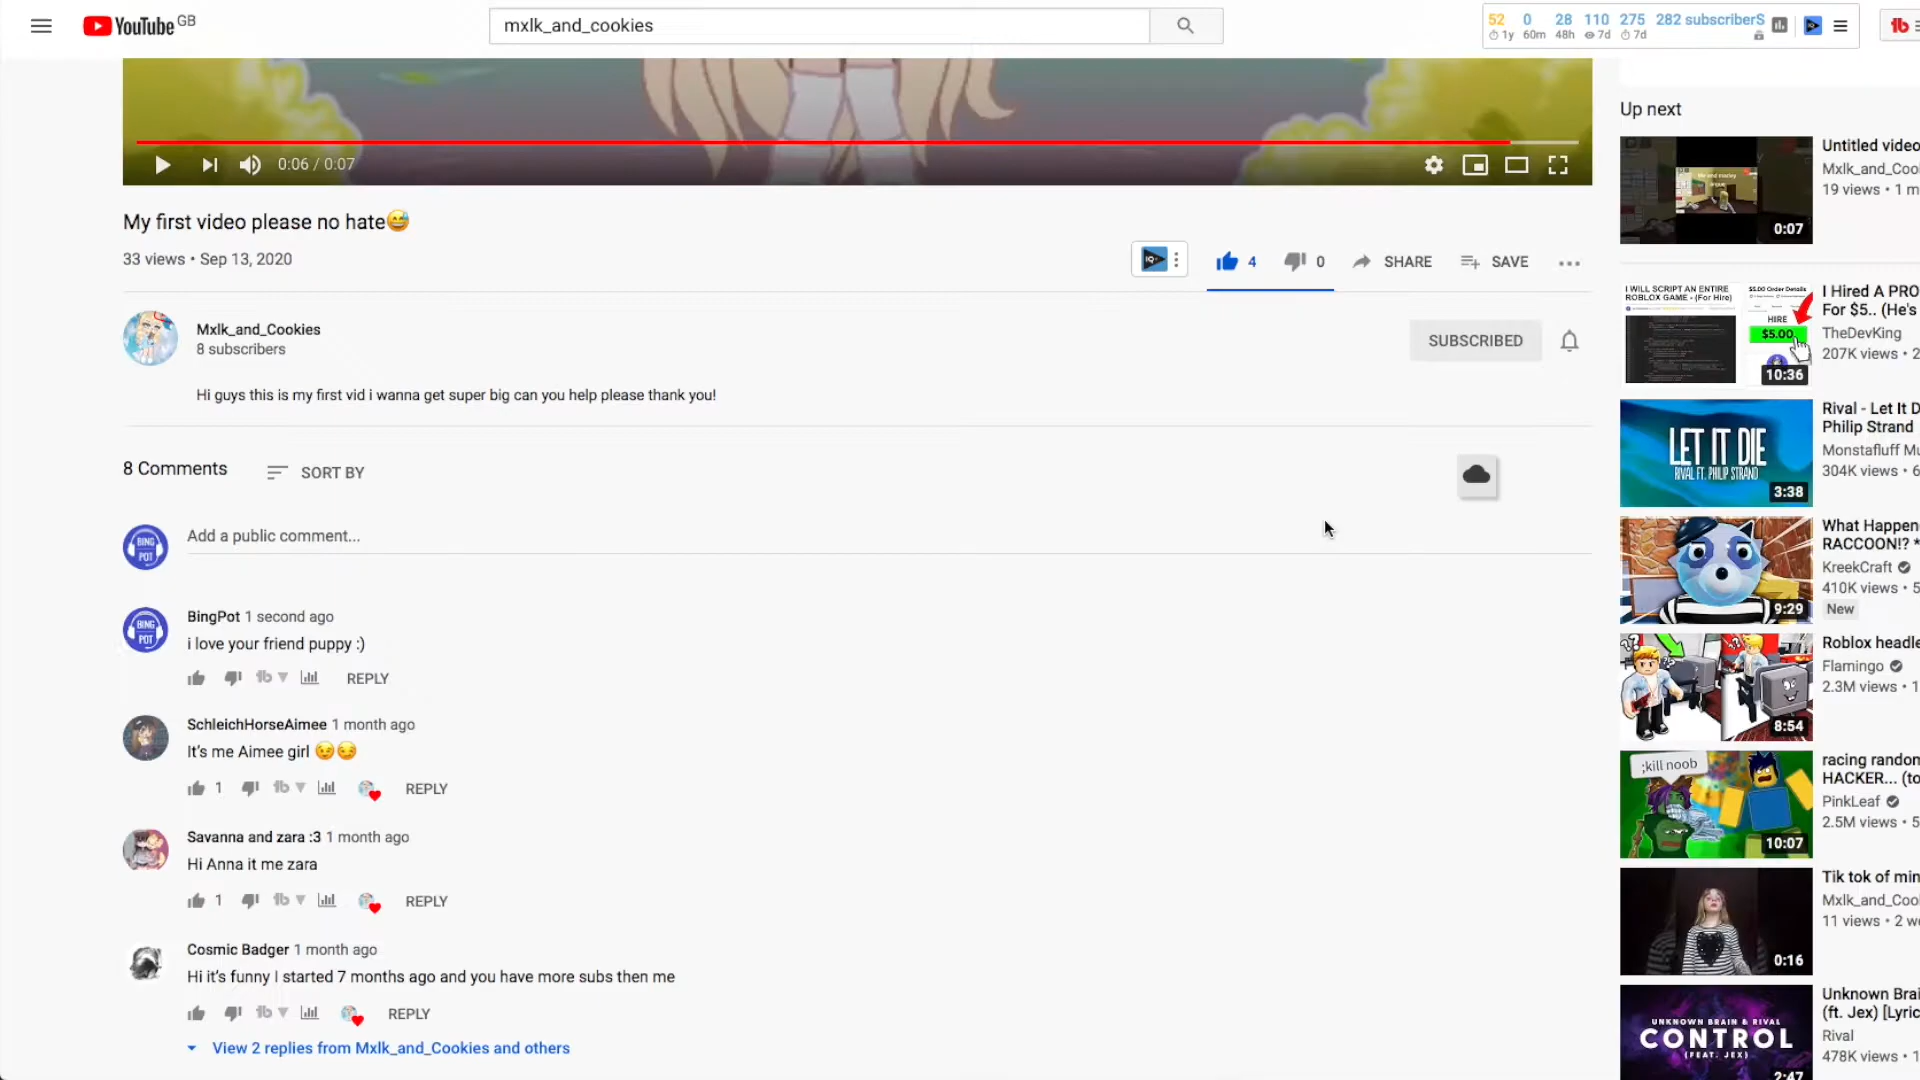 YouTube GB
mxlk_and_cookies
52 0 28 110 275 282 subscriberS
1y 60m 48h 7d 7d
0:06 / 0:07
My first video please no hate😅
33 views • Sep 13, 2020
4 0 SHARE SAVE
Mxlk_and_Cookies
8 subscribers
SUBSCRIBED
Hi guys this is my first vid i wanna get super big can you help please thank you!
8 Comments SORT BY
Add a public comment...
BingPot 1 second ago
i love your friend puppy :)
REPLY
SchleichHorseAimee 1 month ago
It's me Aimee girl 😉😏
1 REPLY
Savanna and zara :3 1 month ago
Hi Anna it me zara
1 REPLY
Cosmic Badger 1 month ago
Hi it's funny I started 7 months ago and you have more subs then me
REPLY
View 2 replies from Mxlk_and_Cookies and others
Up next
0:07
Untitled video
Mxlk_and_Coo
19 views • 1 m
I WILL SCRIPT AN ENTIRE
ROBLOX GAME - (For Hire)
$5.00 Order Details
HIRE
$5.00
10:36
I Hired A PRO
For $5.. (He's
TheDevKing
207K views • 2
LET IT DIE
RIVAL FT. PHILIP STRAND
3:38
Rival - Let It D
Philip Strand
Monstafluff Mu
304K views • 6
9:29
What Happen
RACCOON!? *
KreekCraft
410K views • 5
New
8:54
Roblox headle
Flamingo
2.3M views • 1
;kill noob
10:07
racing random
HACKER... (to
PinkLeaf
2.5M views • 5
0:16
Tik tok of min
Mxlk_and_Coo
11 views • 2 we
UNKNOWN BRAIN & RIVAL
CONTROL
(FEAT. JEX)
2:47
Unknown Brai
(ft. Jex) [Lyric
Rival
478K views • 1